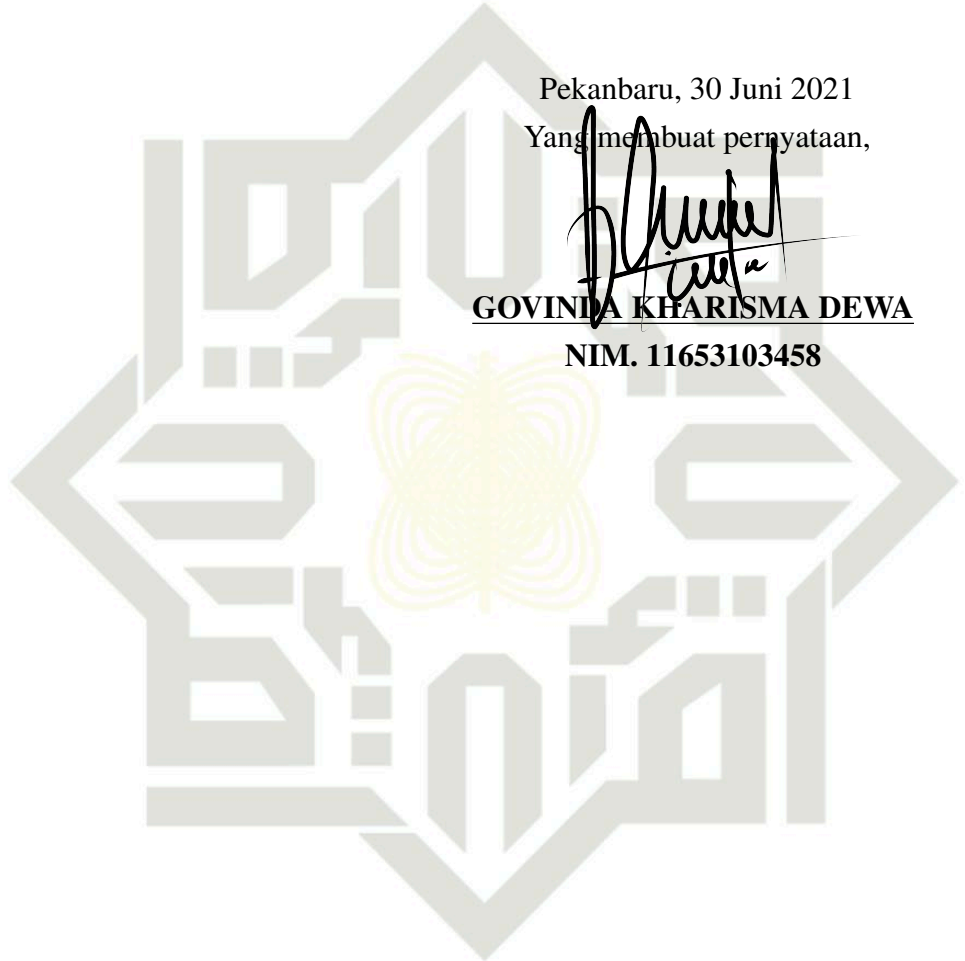 Pekanbaru, 30 Juni 2021
Yang membuat pernyataan,
GOVINDA KHARISMA DEWA
NIM. 11653103458